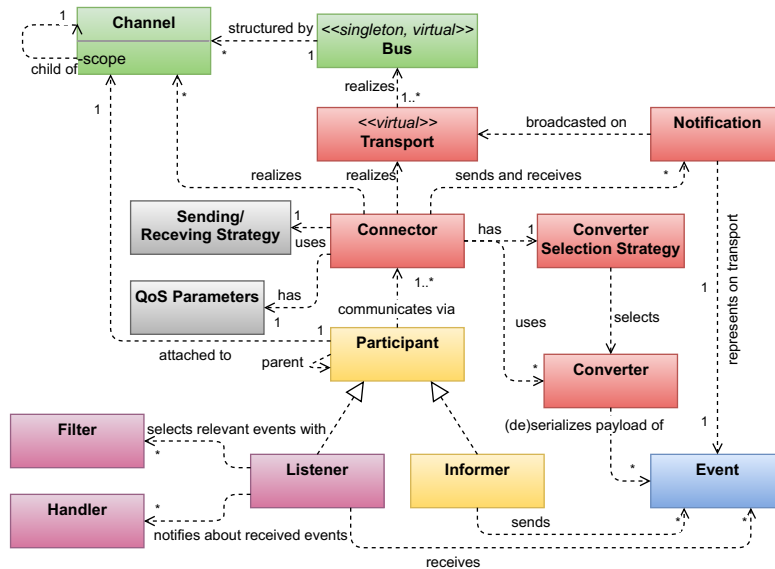 1
Channel
structured by
<<singleton, virtual>>
Bus
*
1
child of
-scope
1
*
realizes
1..*
<<virtual>>
Transport
broadcasted on
Notification
realizes
realizes
sends and receives
*
Sending/
Receving Strategy
1
uses
Connector
has
1
Converter
Selection Strategy
represents on transport
1
QoS Parameters
has
1
1..*
communicates via
uses
selects
attached to
1
Participant
parent
*
Converter
Filter
selects relevant events with
*
(de)serializes payload of
1
Listener
Informer
*
Event
Handler
*
notifies about received events
sends
*
*
receives